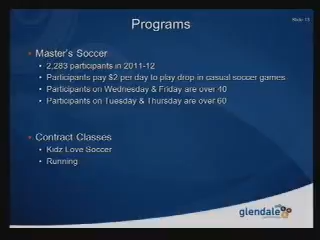 Slide 13
Programs
• Master's Soccer
• 2,283 participants in 2011-12
• Participants pay $2 per day to play drop-in casual soccer games
• Participants on Wednesday & Friday are over 40
• Participants on Tuesday & Thursday are over 60
• Contract Classes
• Kidz Love Soccer
• Running
glendale